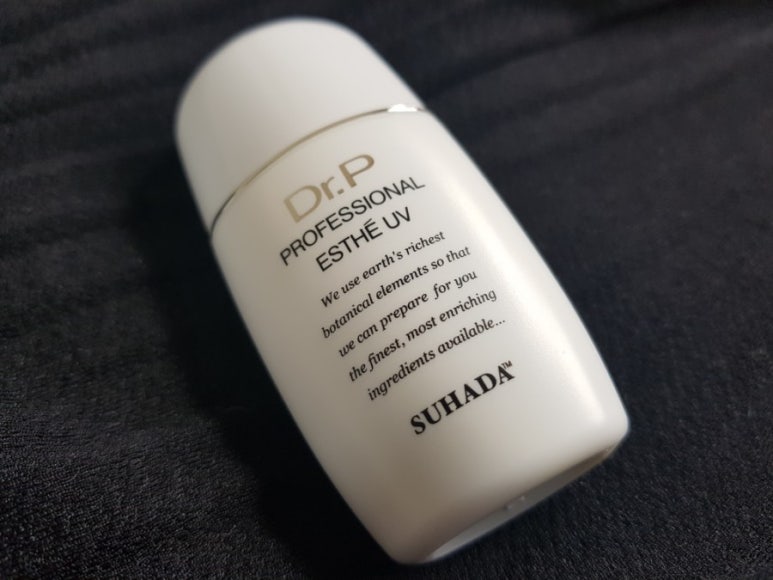 Dr.P
PROFESSIONAL
ESTHÉ UV
We use earth's richest
botanical elements so that
we can prepare for you
the finest, most enriching
ingredients available...
SUHADA™